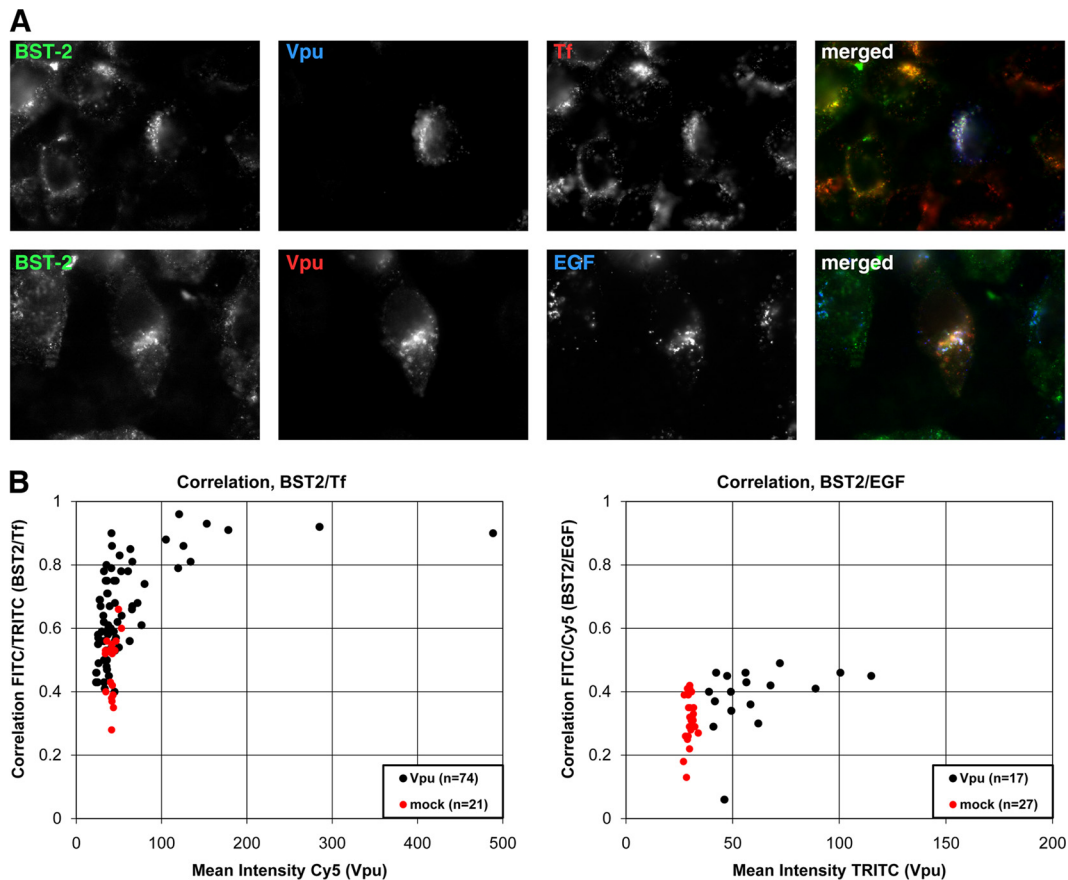 A
BST-2 Vpu Tf merged
BST-2 Vpu EGF merged
B
Correlation, BST2/Tf
Correlation FITC/TRITC (BST2/Tf)
1
0.8
0.6
0.4
0.2
0
0 100 200 300 400 500
Mean Intensity Cy5 (Vpu)
Vpu (n=74)
mock (n=21)
Correlation, BST2/EGF
Correlation FITC/Cy5 (BST2/EGF)
1
0.8
0.6
0.4
0.2
0
0 50 100 150 200
Mean Intensity TRITC (Vpu)
Vpu (n=17)
mock (n=27)